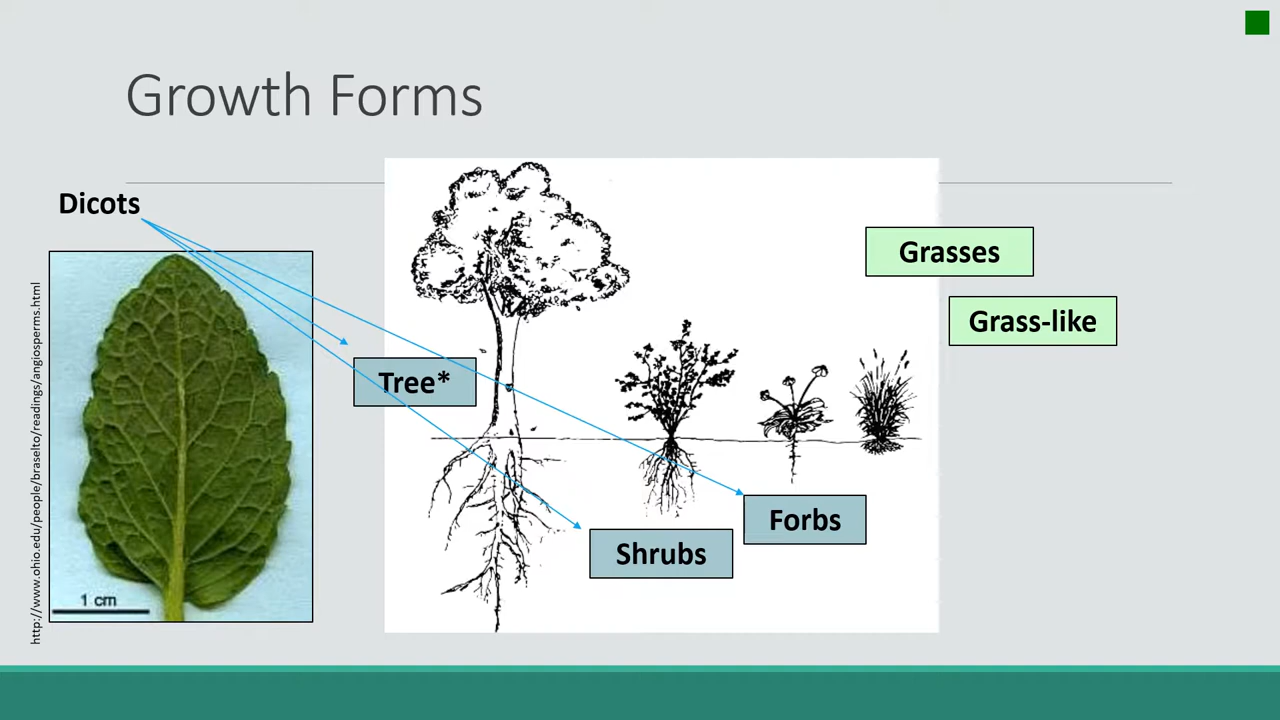 Growth Forms
Dicots
http://www.ohio.edu/people/braselto/readings/angiosperms.html
1 cm
Tree*
Shrubs
Forbs
Grasses
Grass-like